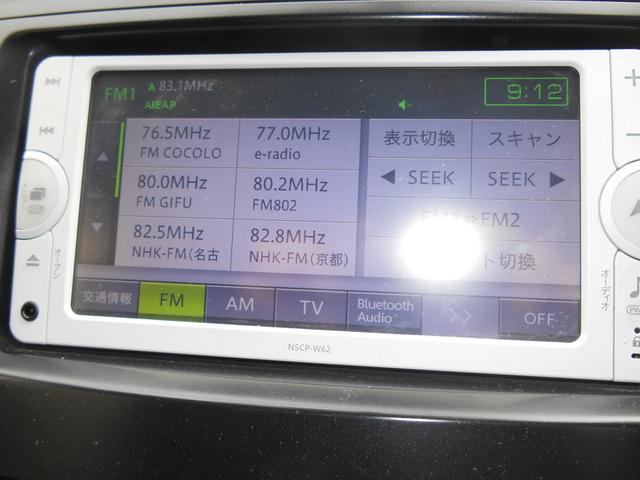 FM1 83.1MHz
AREA.P
9:12
76.5MHz
FM COCOLO
77.0MHz
e-radio
80.0MHz
FM GIFU
80.2MHz
FM802
82.5MHz
NHK-FM(名古
82.8MHz
NHK-FM(京都)
表示切換
スキャン
SEEK
SEEK
FM1⇔FM2
ト切換
交通情報
FM
AM
TV
Bluetooth
Audio
>>
OFF
NSCP-W62
オープン
オーディオ